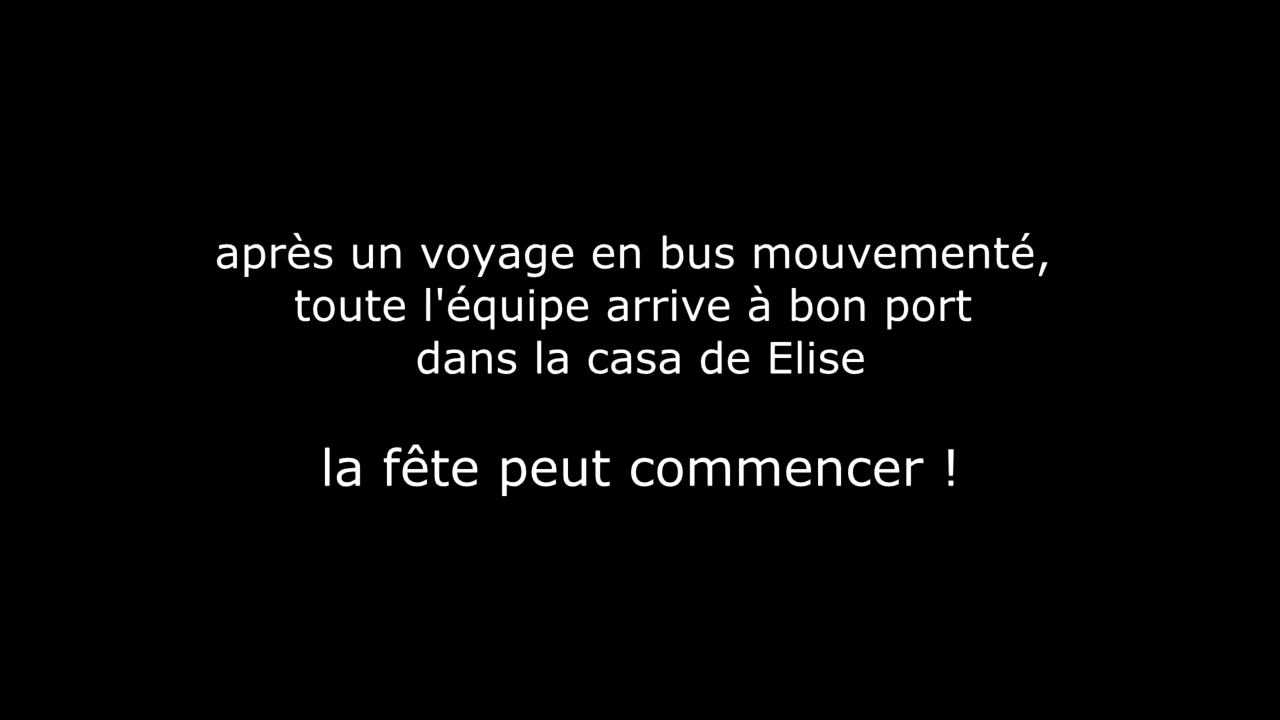 après un voyage en bus mouvementé,
toute l'équipe arrive à bon port
dans la casa de Elise
la fête peut commencer !